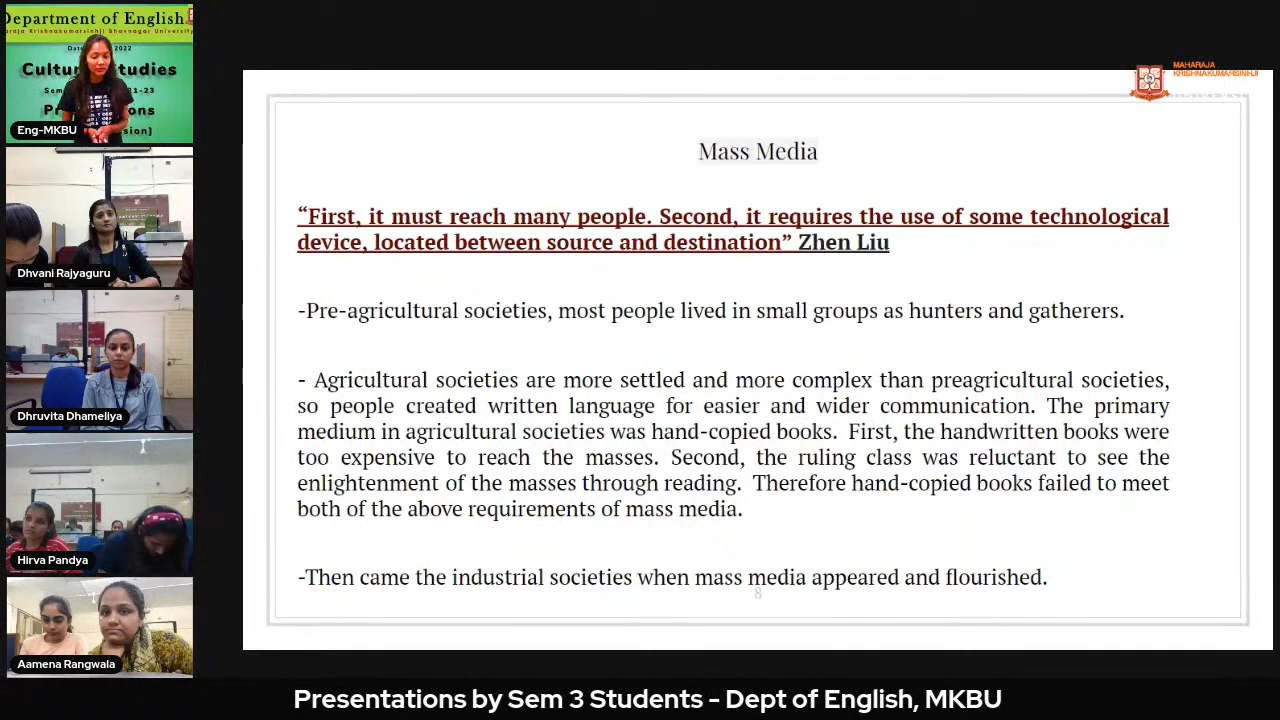 Department of English
Maharaja Krishnakumarsinhji Bhavnagar University
2022
Studies
Eng-MKBU
Dhvani Rajyaguru
Dhruvita Dhameliya
Hirva Pandya
Aamena Rangwala
MAHARAJA
KRISHNAKUMARSINHJI
Mass Media
“First, it must reach many people. Second, it requires the use of some technological
device, located between source and destination” Zhen Liu
-Pre-agricultural societies, most people lived in small groups as hunters and gatherers.
- Agricultural societies are more settled and more complex than preagricultural societies,
so people created written language for easier and wider communication. The primary
medium in agricultural societies was hand-copied books. First, the handwritten books were
too expensive to reach the masses. Second, the ruling class was reluctant to see the
enlightenment of the masses through reading. Therefore hand-copied books failed to meet
both of the above requirements of mass media.
-Then came the industrial societies when mass media appeared and flourished.
8
Presentations by Sem 3 Students - Dept of English, MKBU